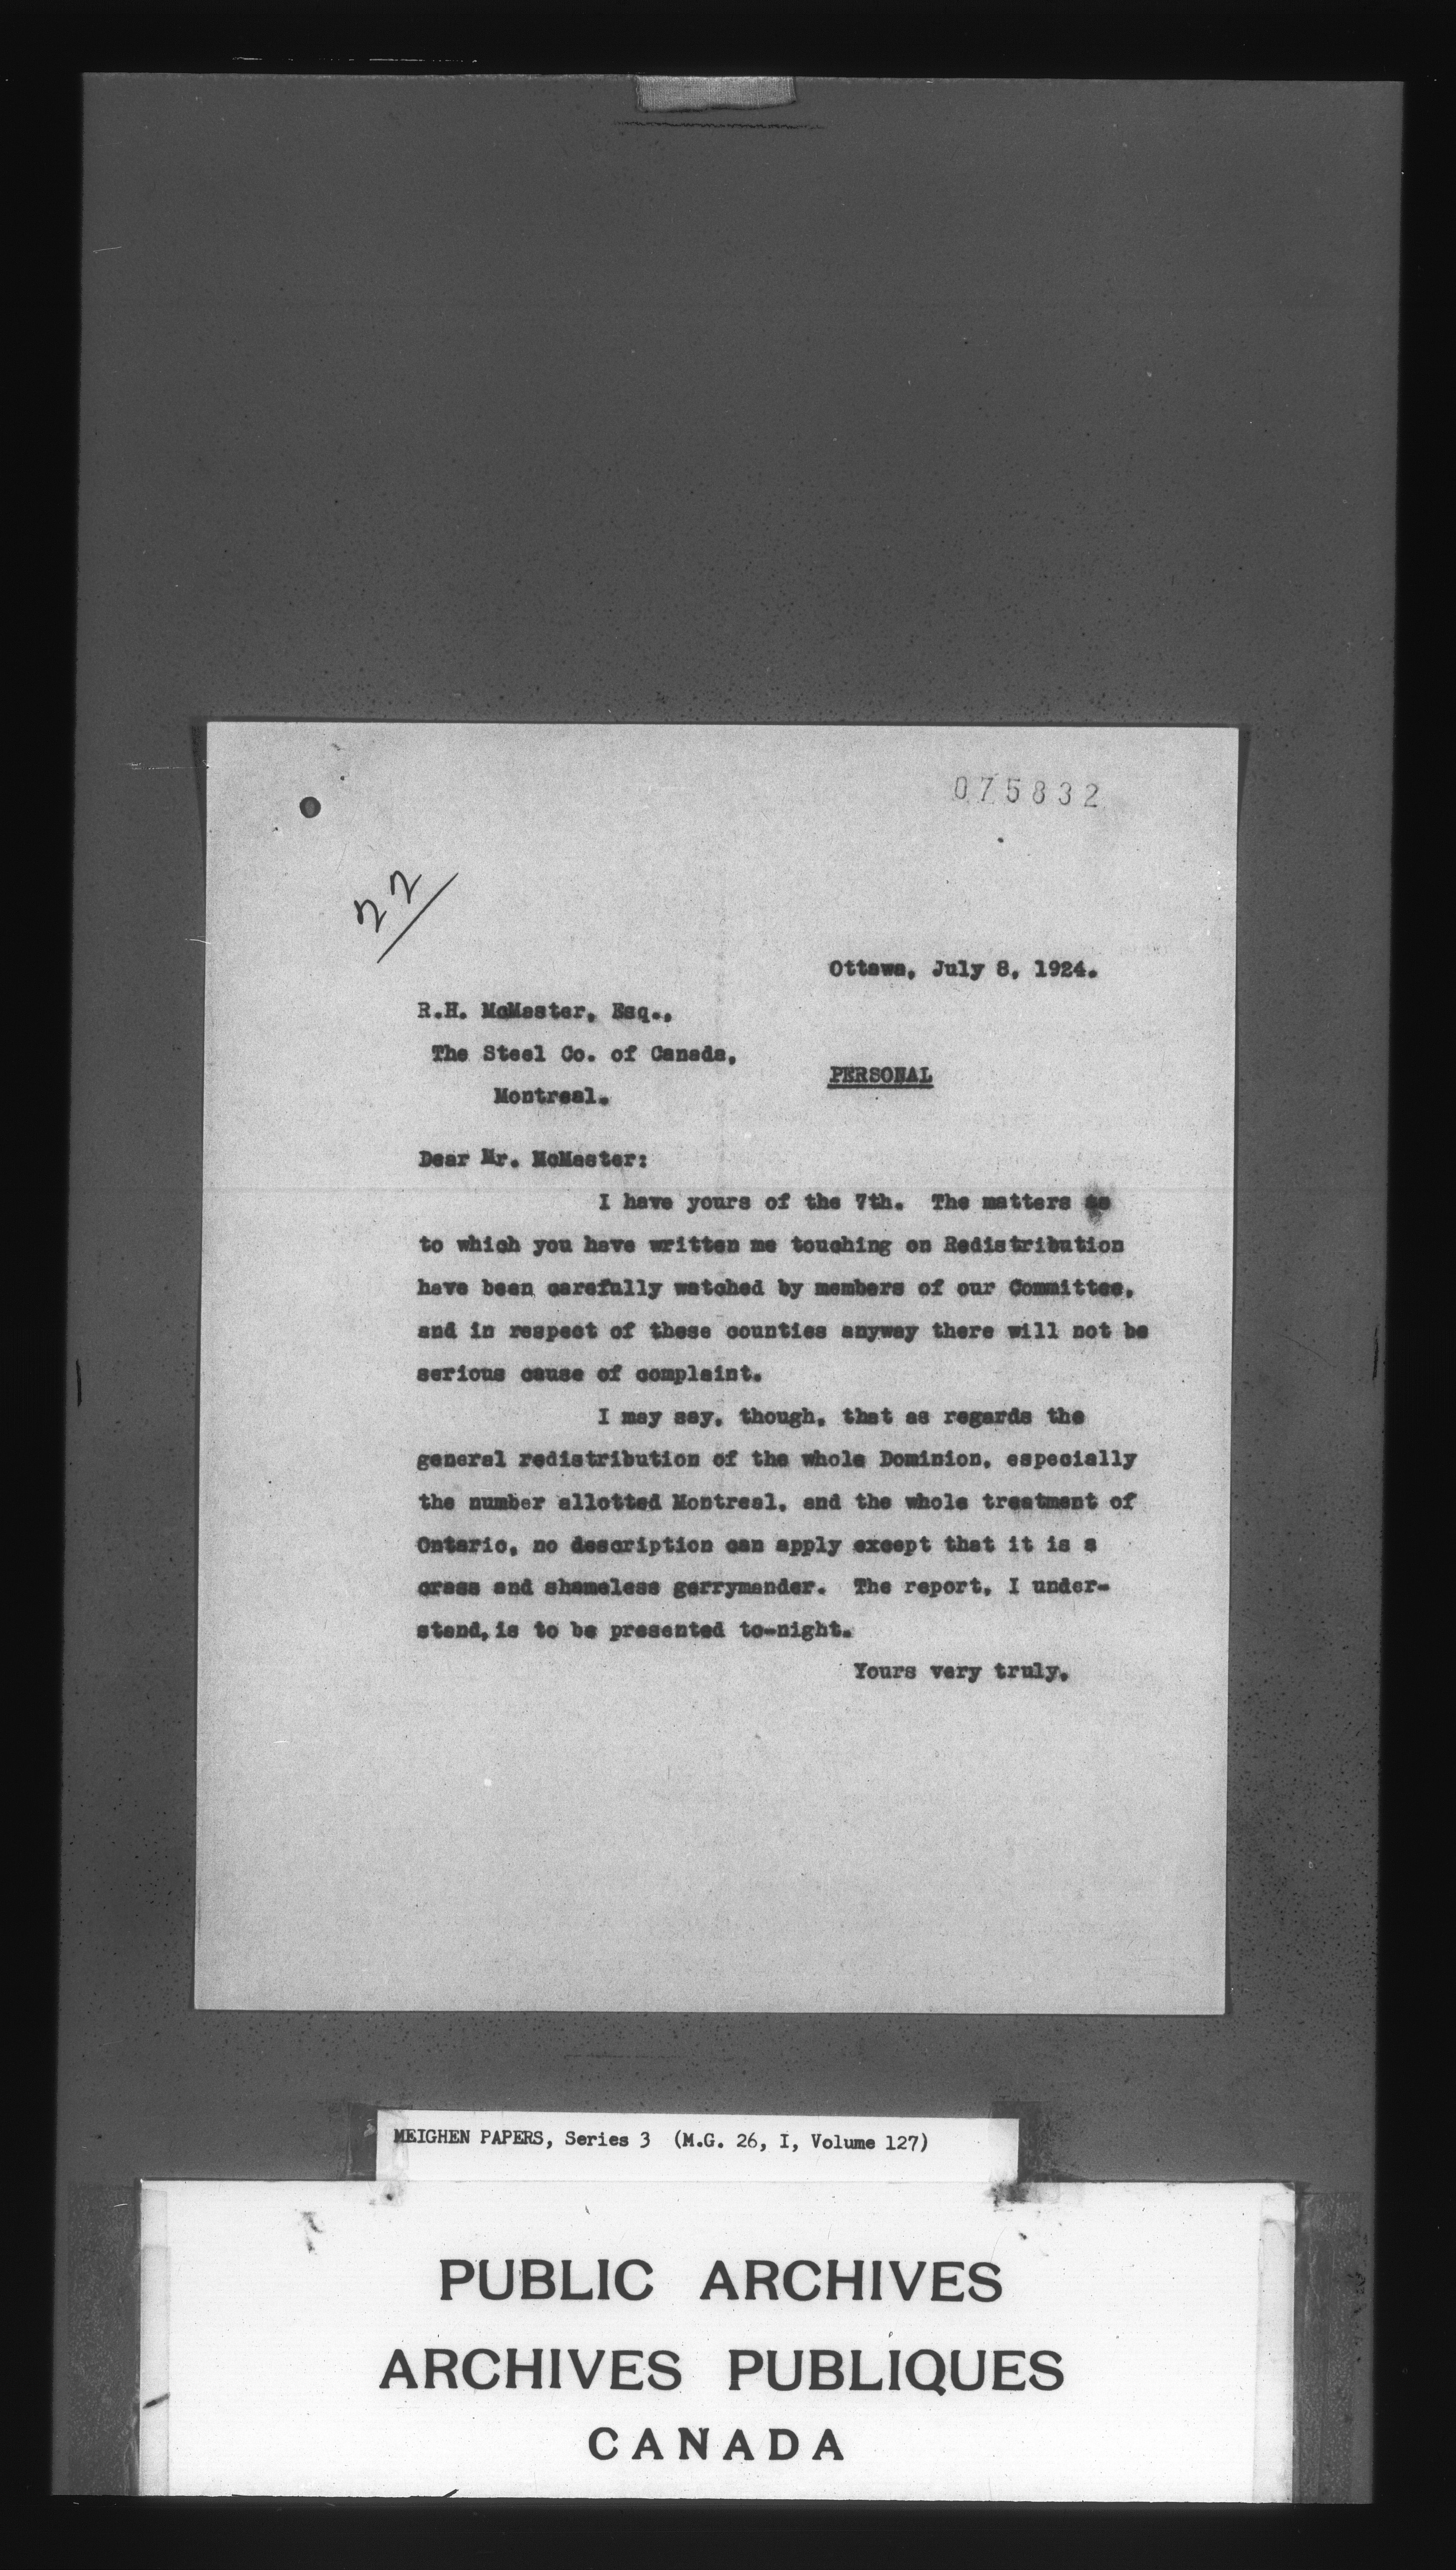 075832
22
Ottawa, July 8, 1924.
R.H. McMaster, Esq.,
The Steel Co. of Canada,
PERSONAL
Montreal.
Dear Mr. McMaster:
I have yours of the 7th. The matters as
to which you have written me touching on Redistribution
have been carefully watched by members of our Committee,
and in respect of these counties anyway there will not be
serious cause of complaint.
I may say, though, that as regards the
general redistribution of the whole Dominion, especially
the number allotted Montreal, and the whole treatment of
Ontario, no description can apply except that it is a
crass and shameless gerrymander. The report, I under-
stand, is to be presented to-night.
Yours very truly,
MEIGHEN PAPERS, Series 3 (M.G. 26, I, Volume 127)
PUBLIC ARCHIVES
ARCHIVES PUBLIQUES
CANADA